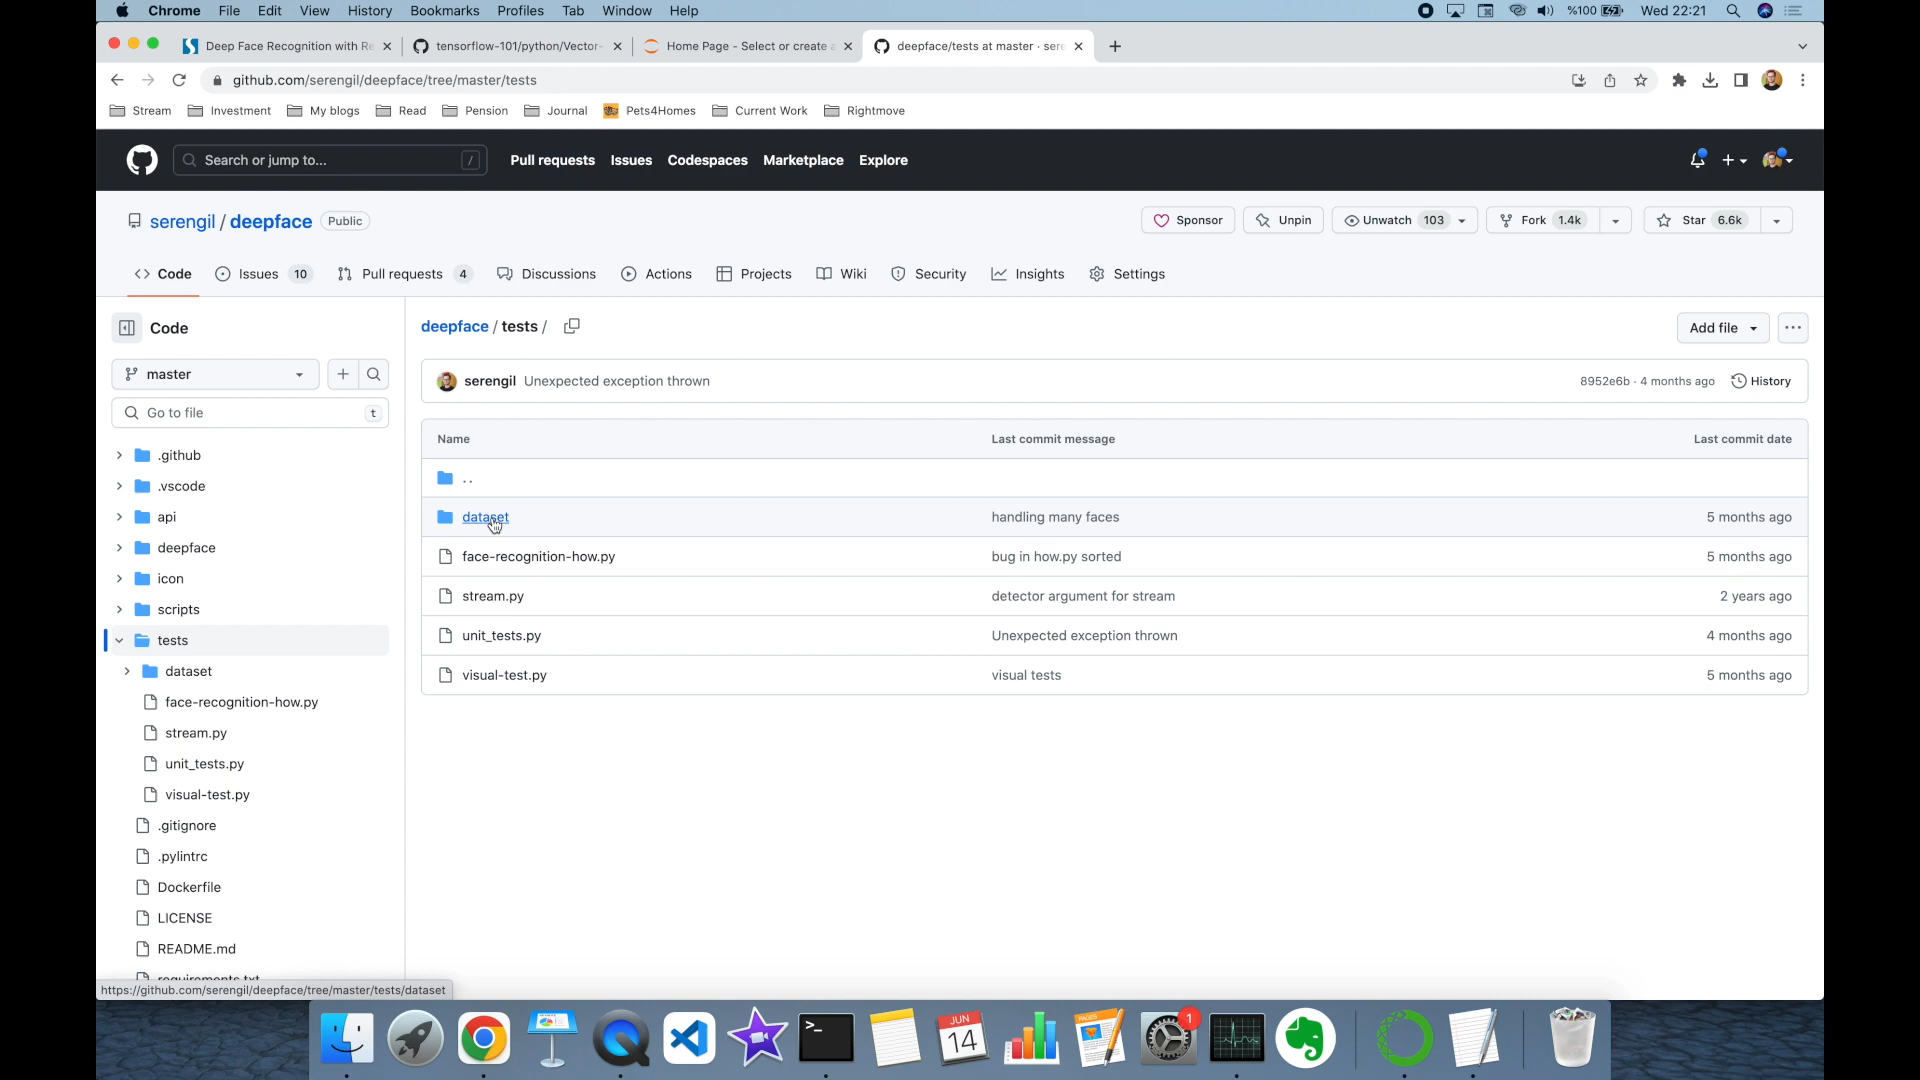 Chrome File Edit View History Bookmarks Profiles Tab Window Help %100 Wed 22:21
Deep Face Recognition with Re tensorflow-101/python/Vector- Home Page - Select or create a deepface/tests at master · sere
github.com/serengil/deepface/tree/master/tests
Stream Investment My blogs Read Pension Journal Pets4Homes Current Work Rightmove
Search or jump to... / Pull requests Issues Codespaces Marketplace Explore
serengil / deepface Public Sponsor Unpin Unwatch 103 Fork 1.4k Star 6.6k
Code Issues 10 Pull requests 4 Discussions Actions Projects Wiki Security Insights Settings
Code
master
Go to file t
.github
.vscode
api
deepface
icon
scripts
tests
dataset
face-recognition-how.py
stream.py
unit_tests.py
visual-test.py
.gitignore
.pylintrc
Dockerfile
LICENSE
README.md
requirements.txt
deepface / tests /
Add file
serengil Unexpected exception thrown 8952e6b · 4 months ago History
Name Last commit message Last commit date
..
dataset handling many faces 5 months ago
face-recognition-how.py bug in how.py sorted 5 months ago
stream.py detector argument for stream 2 years ago
unit_tests.py Unexpected exception thrown 4 months ago
visual-test.py visual tests 5 months ago
https://github.com/serengil/deepface/tree/master/tests/dataset
>_
JUN
14
PAGES
1